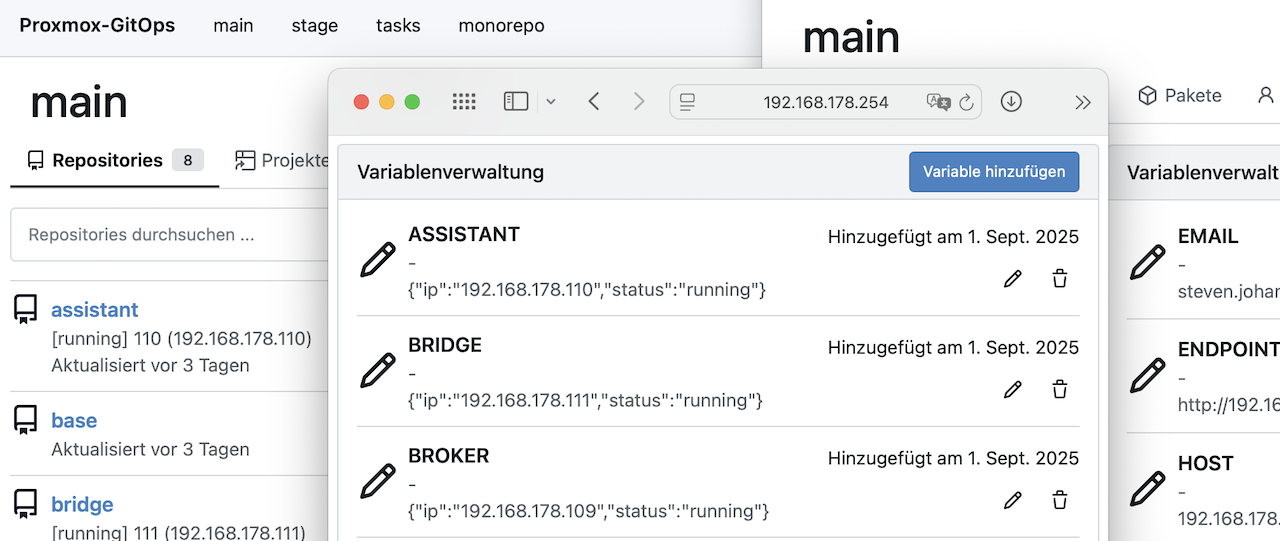 Proxmox-GitOps main stage tasks monorepo
main
Repositories 8 Projekte
Repositories durchsuchen ...
assistant
[running] 110 (192.168.178.110)
Aktualisiert vor 3 Tagen
base
Aktualisiert vor 3 Tagen
bridge
[running] 111 (192.168.178.111)
192.168.178.254
Variablenverwaltung Variable hinzufügen
ASSISTANT Hinzugefügt am 1. Sept. 2025
-
{"ip":"192.168.178.110","status":"running"}
BRIDGE Hinzugefügt am 1. Sept. 2025
-
{"ip":"192.168.178.111","status":"running"}
BROKER Hinzugefügt am 1. Sept. 2025
-
{"ip":"192.168.178.109","status":"running"}
main
Pakete
Variablenverwalt
EMAIL
-
steven.johar
ENDPOINT
-
http://192.16
HOST
-
192.168.178.